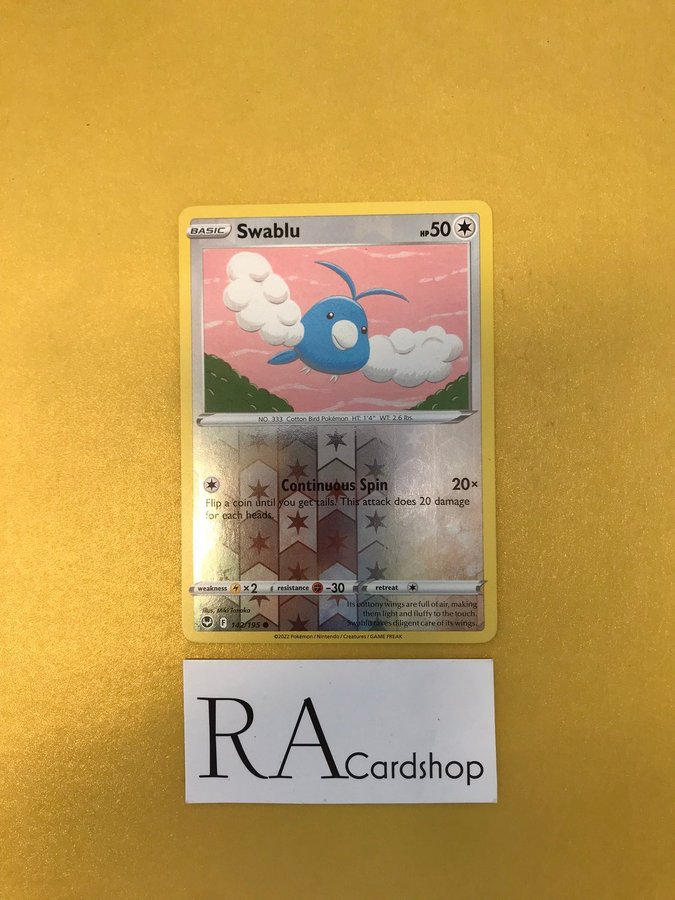 BASIC Swablu HP50
NO. 333 Cotton Bird Pokémon HT: 1'4" WT: 2.6 lbs.
Continuous Spin 20×
Flip a coin until you get tails. This attack does 20 damage
for each heads.
weakness ×2 resistance -30 retreat
Illus. Miki Tanaka
Its cottony wings are full of air, making
them light and fluffy to the touch.
Swablu takes diligent care of its wings.
F 142/195
©2022 Pokémon / Nintendo / Creatures / GAME FREAK
RA Cardshop